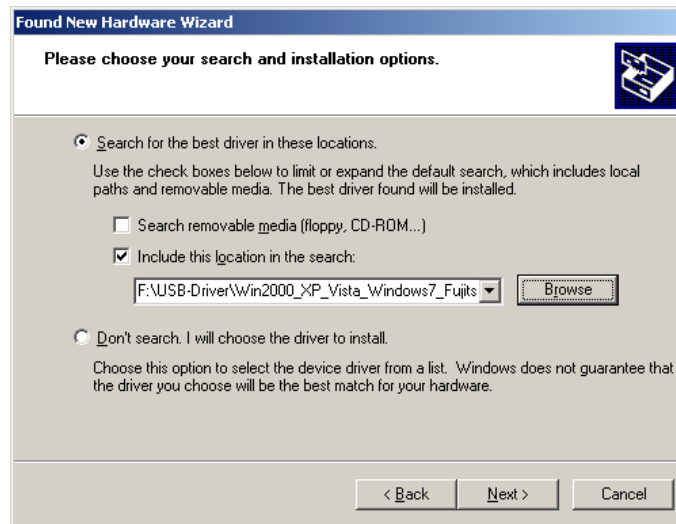 Found New Hardware Wizard
Please choose your search and installation options.
Search for the best driver in these locations.
Use the check boxes below to limit or expand the default search, which includes local
paths and removable media. The best driver found will be installed.
Search removable media (floppy, CD-ROM...)
Include this location in the search:
F:\USB-Driver\Win2000_XP_Vista_Windows7_Fujits
Browse
Don't search. I will choose the driver to install.
Choose this option to select the device driver from a list. Windows does not guarantee that
the driver you choose will be the best match for your hardware.
< Back
Next >
Cancel